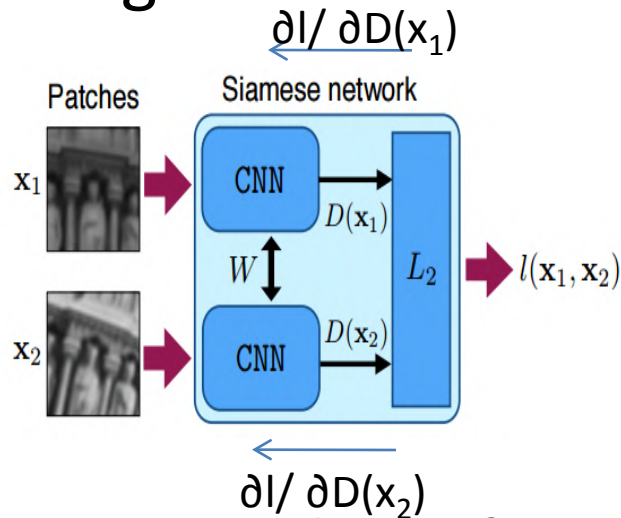 g
∂l/ ∂D(x₁)
Patches Siamese network
x₁
CNN
D(x₁)
W
L₂
l(x₁, x₂)
x₂
CNN
D(x₂)
∂l/ ∂D(x₂)